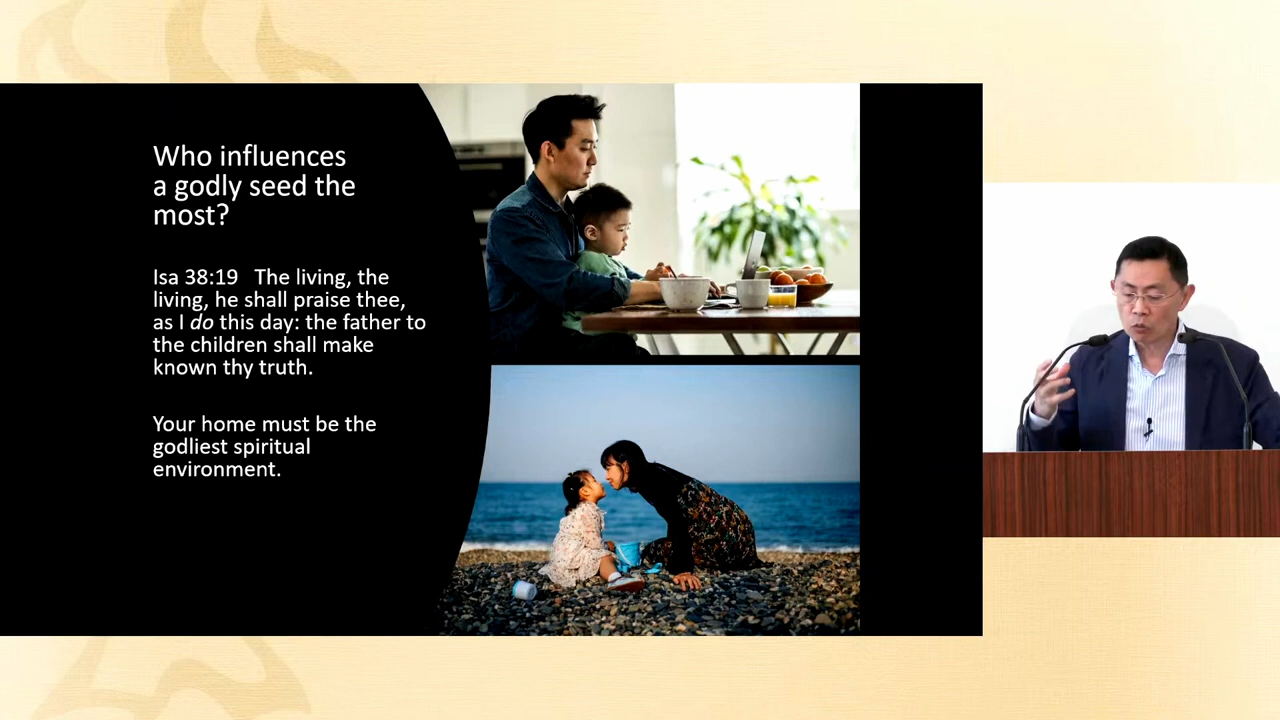 Who influences
a godly seed the
most?
Isa 38:19 The living, the
living, he shall praise thee,
as I do this day: the father to
the children shall make
known thy truth.
Your home must be the
godliest spiritual
environment.